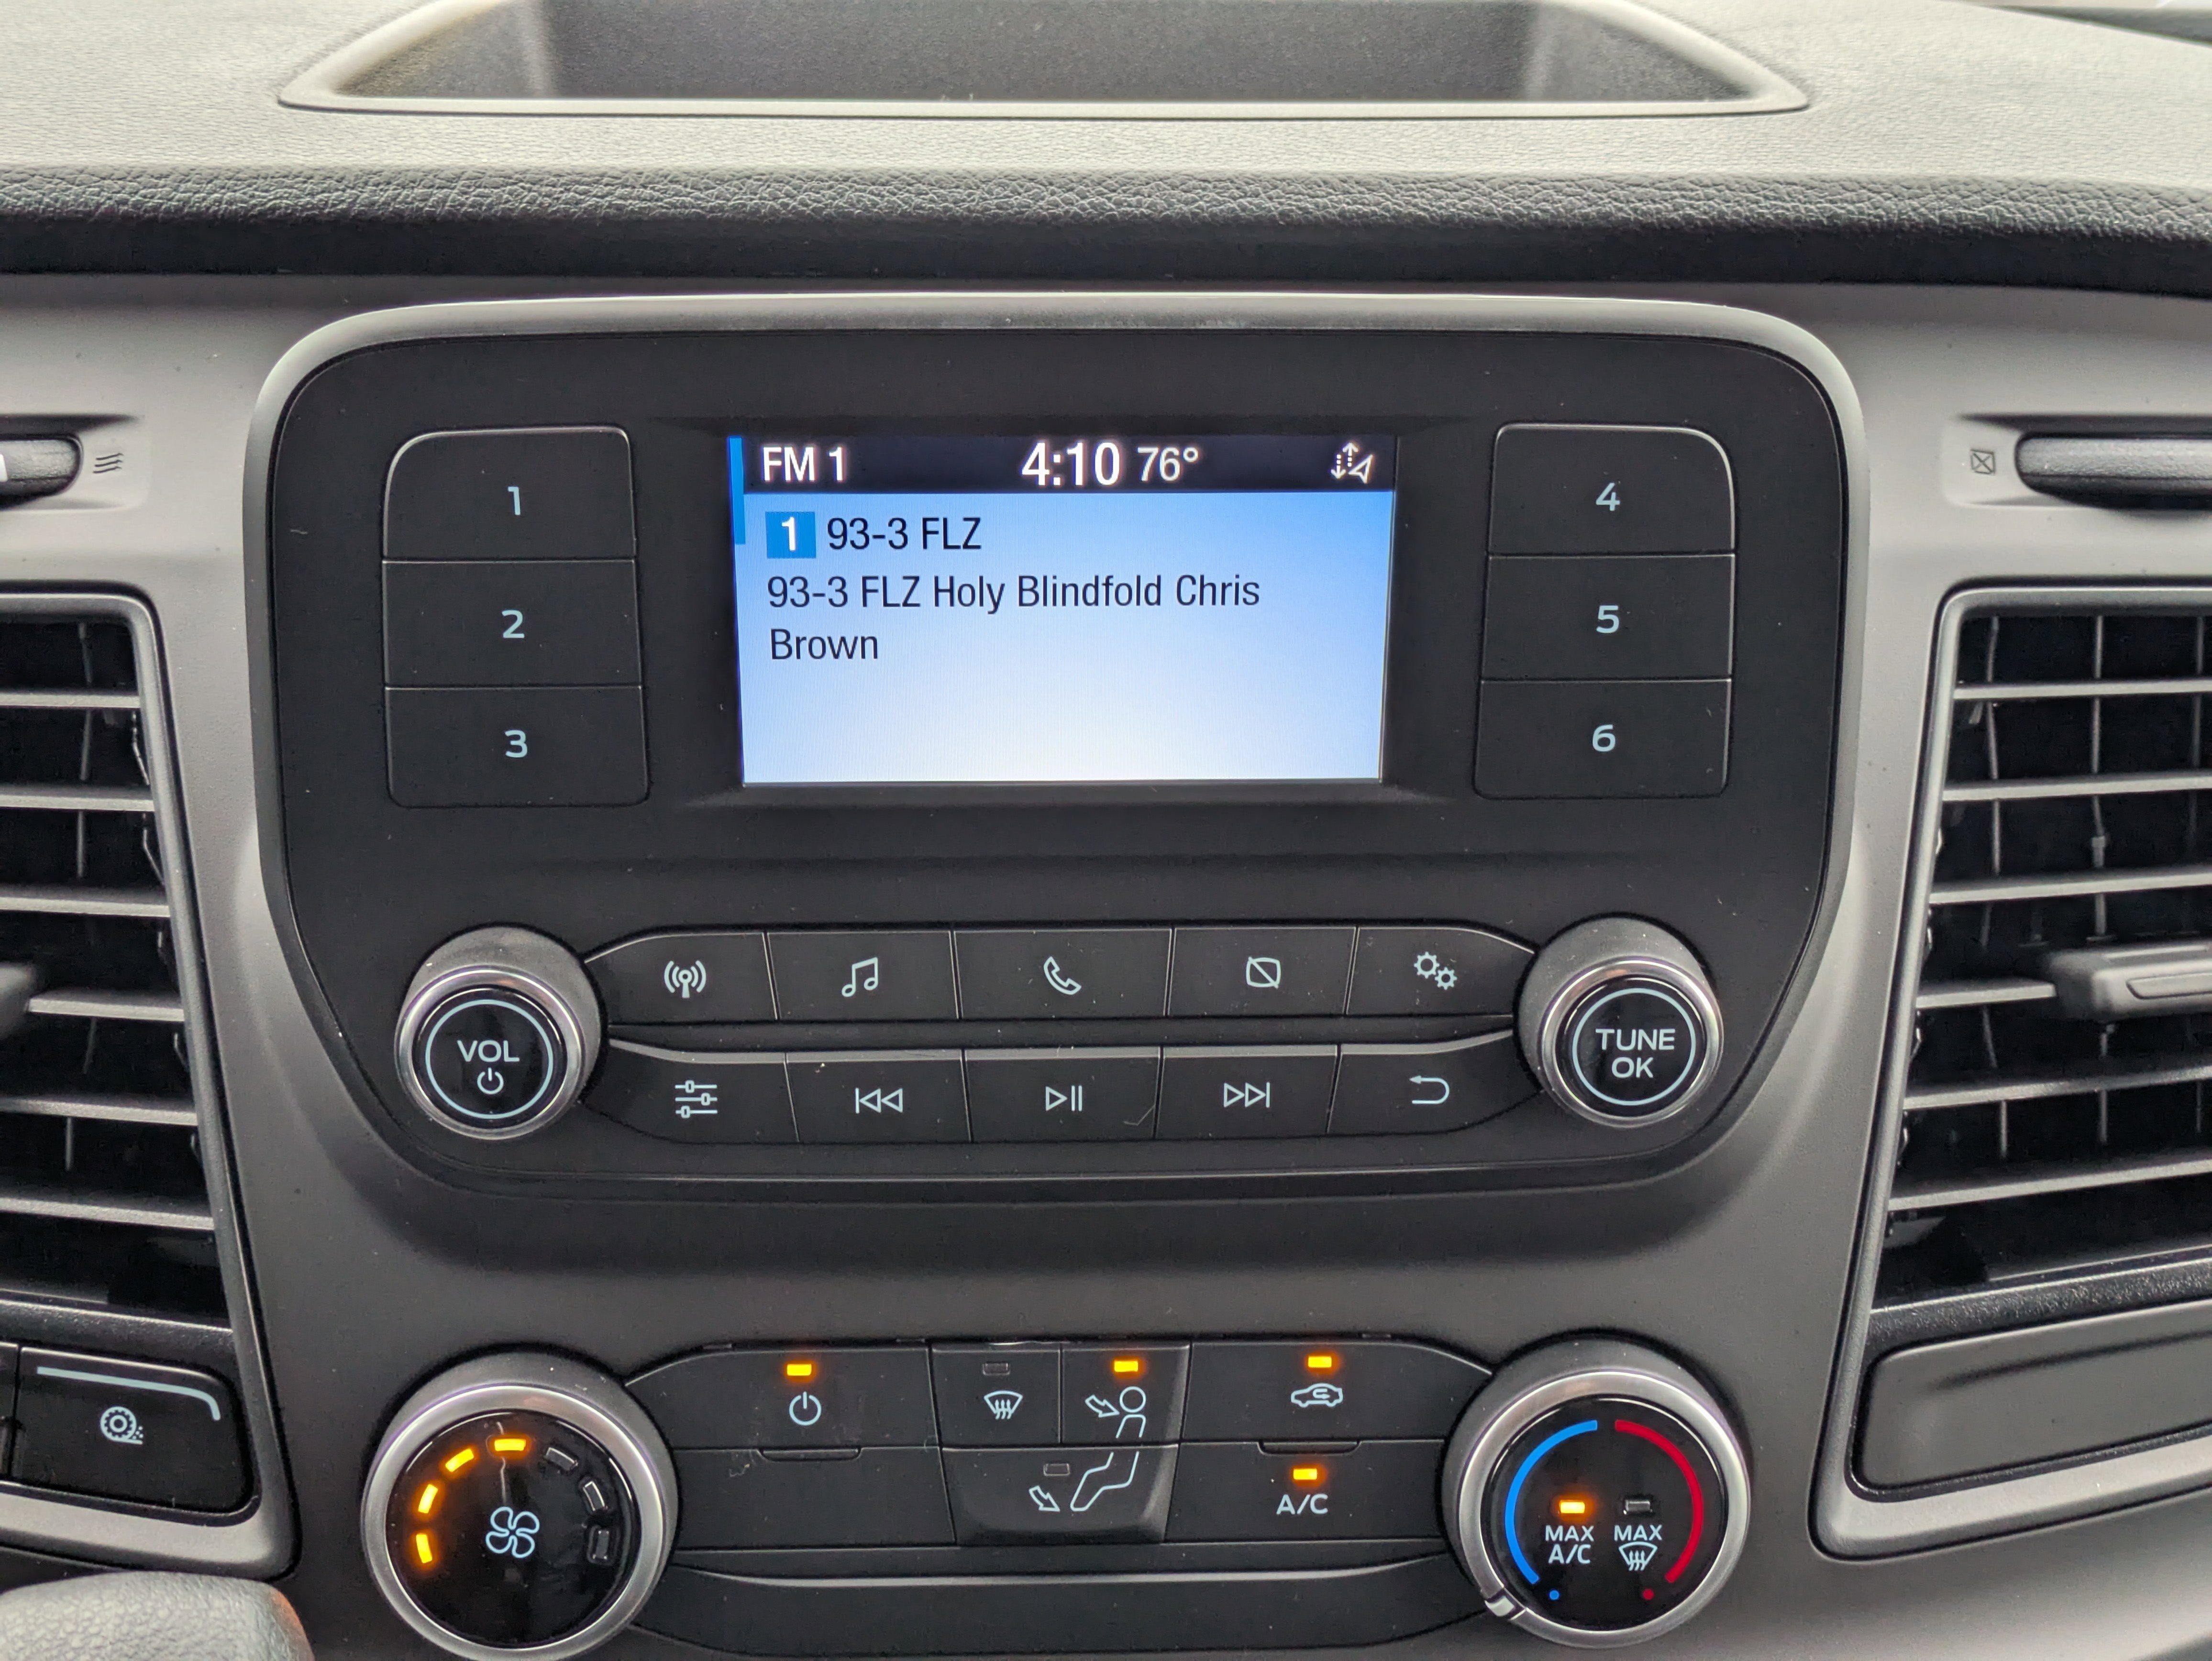 FM 1 4:10 76°
1 93-3 FLZ
93-3 FLZ Holy Blindfold Chris
Brown
1
2
3
4
5
6
VOL
TUNE
OK
A/C
MAX
A/C
MAX